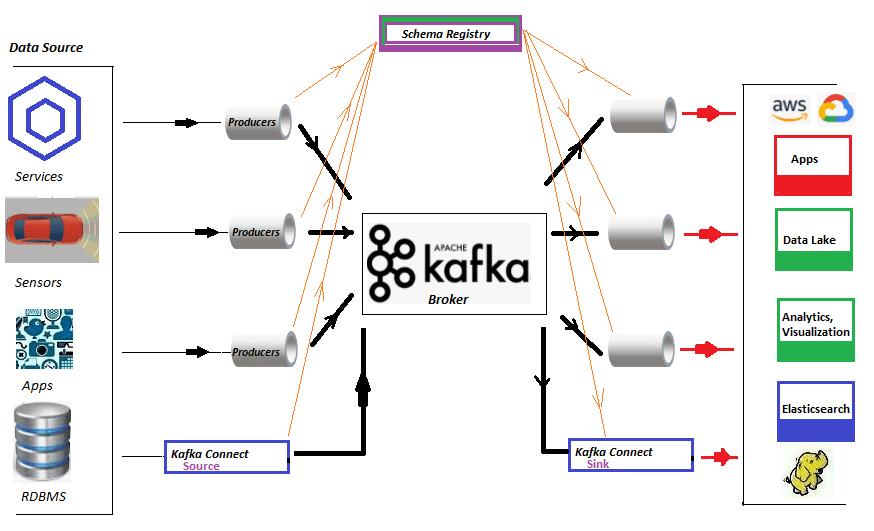 Schema Registry
Data Source
Services
Sensors
Apps
RDBMS
Producers
Producers
Producers
Kafka Connect
Source
APACHE
kafka
Broker
Kafka Connect
Sink
aws
Apps
Data Lake
Analytics,
Visualization
Elasticsearch